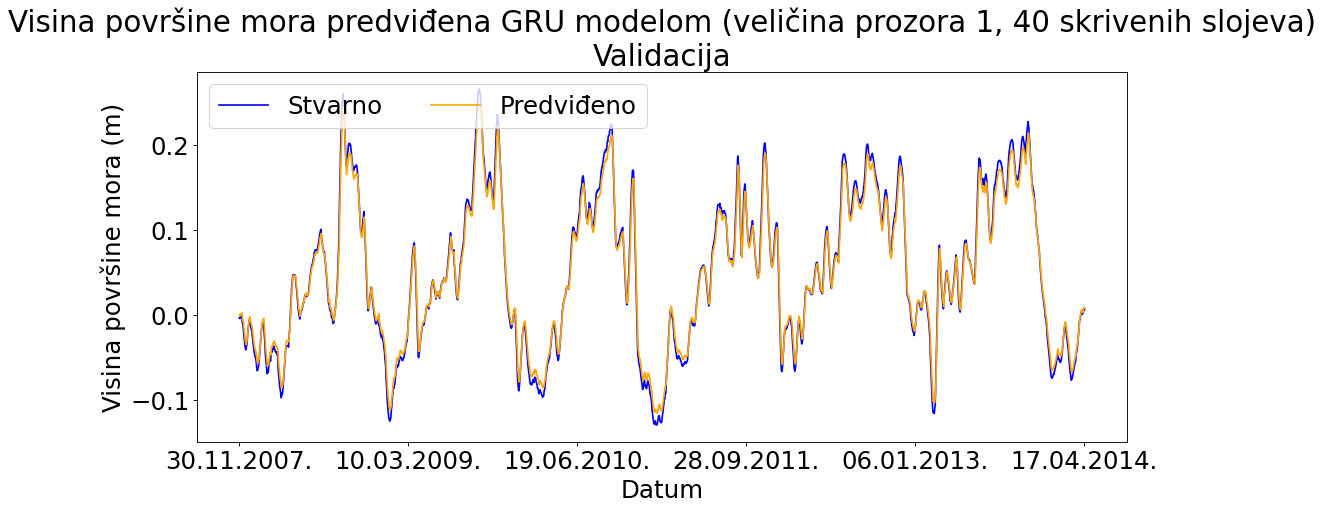 Visina površine mora predviđena GRU modelom (veličina prozora 1, 40 skrivenih slojeva)
Validacija
Stvarno
Predviđeno
Visina površine mora (m)
0.2
0.1
0.0
−0.1
30.11.2007.
10.03.2009.
19.06.2010.
28.09.2011.
06.01.2013.
17.04.2014.
Datum